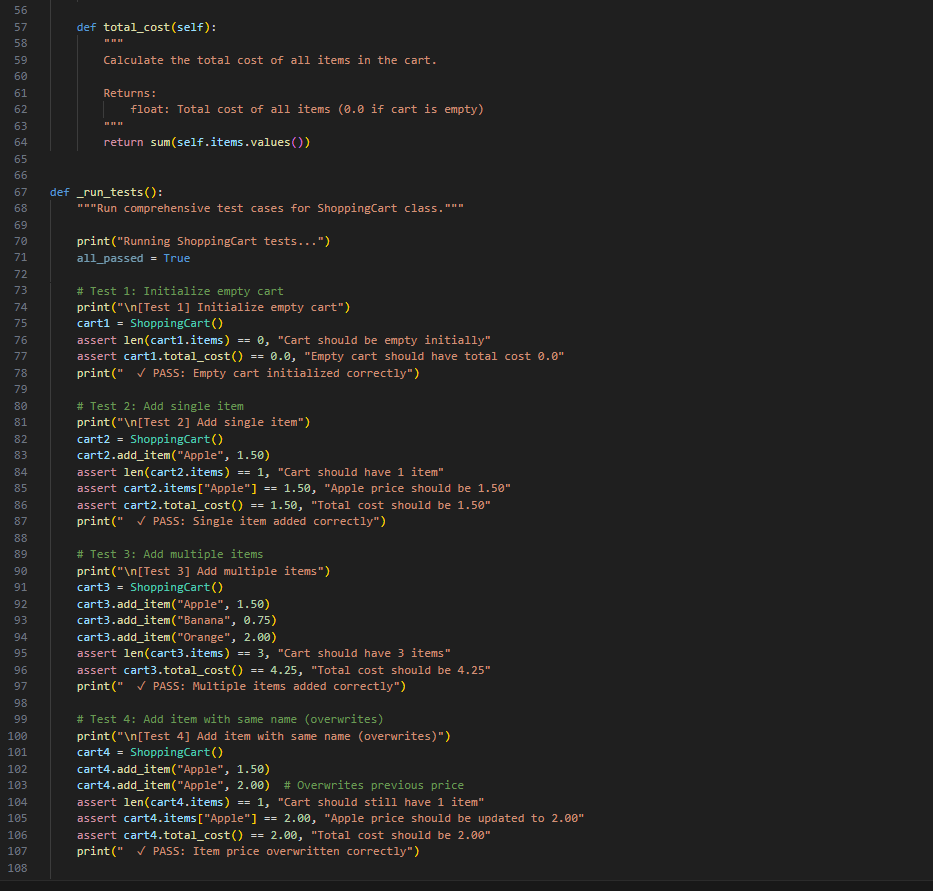 56
57 def total_cost(self):
58 """
59 Calculate the total cost of all items in the cart.
60
61 Returns:
62 float: Total cost of all items (0.0 if cart is empty)
63 """
64 return sum(self.items.values())
65
66
67 def _run_tests():
68 """Run comprehensive test cases for ShoppingCart class."""
69
70 print("Running ShoppingCart tests...")
71 all_passed = True
72
73 # Test 1: Initialize empty cart
74 print("\n[Test 1] Initialize empty cart")
75 cart1 = ShoppingCart()
76 assert len(cart1.items) == 0, "Cart should be empty initially"
77 assert cart1.total_cost() == 0.0, "Empty cart should have total cost 0.0"
78 print("  ✓ PASS: Empty cart initialized correctly")
79
80 # Test 2: Add single item
81 print("\n[Test 2] Add single item")
82 cart2 = ShoppingCart()
83 cart2.add_item("Apple", 1.50)
84 assert len(cart2.items) == 1, "Cart should have 1 item"
85 assert cart2.items["Apple"] == 1.50, "Apple price should be 1.50"
86 assert cart2.total_cost() == 1.50, "Total cost should be 1.50"
87 print("  ✓ PASS: Single item added correctly")
88
89 # Test 3: Add multiple items
90 print("\n[Test 3] Add multiple items")
91 cart3 = ShoppingCart()
92 cart3.add_item("Apple", 1.50)
93 cart3.add_item("Banana", 0.75)
94 cart3.add_item("Orange", 2.00)
95 assert len(cart3.items) == 3, "Cart should have 3 items"
96 assert cart3.total_cost() == 4.25, "Total cost should be 4.25"
97 print("  ✓ PASS: Multiple items added correctly")
98
99 # Test 4: Add item with same name (overwrites)
100 print("\n[Test 4] Add item with same name (overwrites)")
101 cart4 = ShoppingCart()
102 cart4.add_item("Apple", 1.50)
103 cart4.add_item("Apple", 2.00)  # Overwrites previous price
104 assert len(cart4.items) == 1, "Cart should still have 1 item"
105 assert cart4.items["Apple"] == 2.00, "Apple price should be updated to 2.00"
106 assert cart4.total_cost() == 2.00, "Total cost should be 2.00"
107 print("  ✓ PASS: Item price overwritten correctly")
108